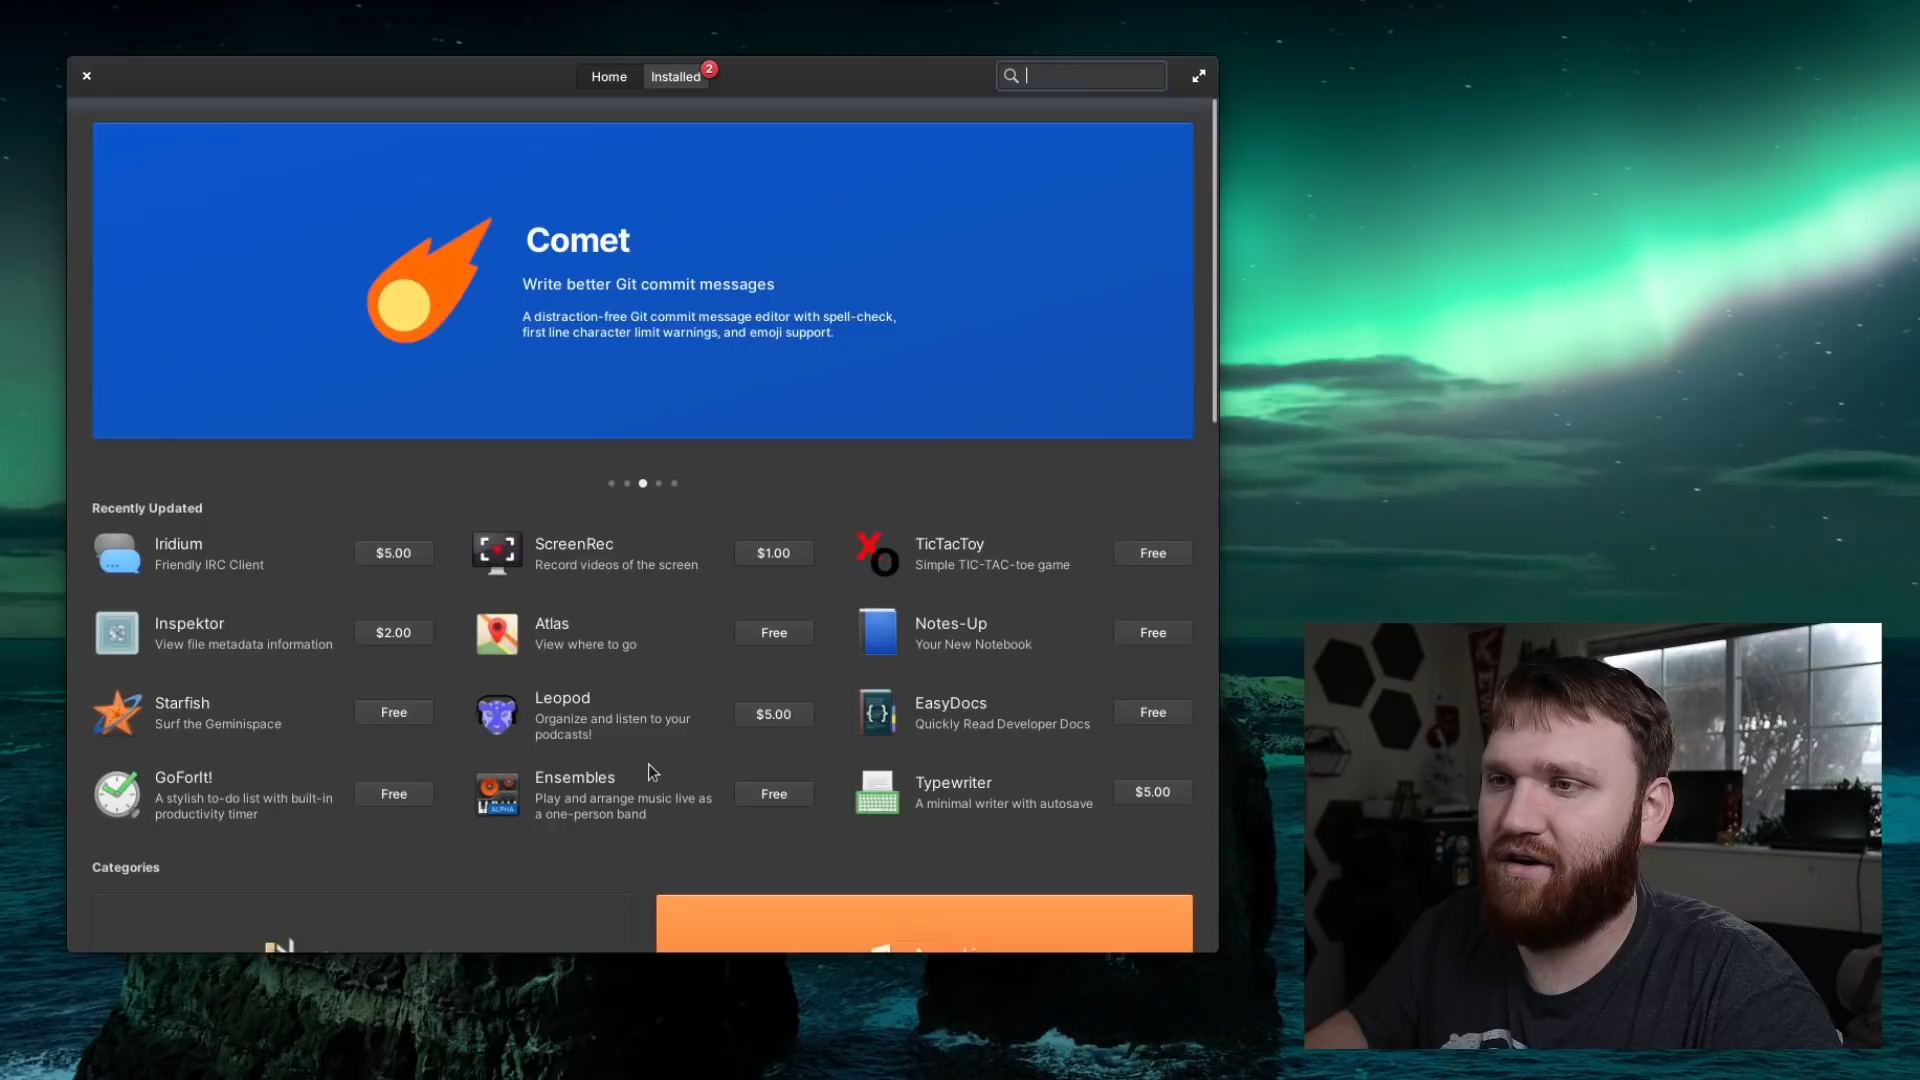 Home
Installed
2
Comet
Write better Git commit messages
A distraction-free Git commit message editor with spell-check,
first line character limit warnings, and emoji support.
Recently Updated
Iridium
Friendly IRC Client
$5.00
ScreenRec
Record videos of the screen
$1.00
TicTacToy
Simple TIC-TAC-toe game
Free
Inspektor
View file metadata information
$2.00
Atlas
View where to go
Free
Notes-Up
Your New Notebook
Free
Starfish
Surf the Geminispace
Free
Leopod
Organize and listen to your
podcasts!
$5.00
EasyDocs
Quickly Read Developer Docs
Free
GoForIt!
A stylish to-do list with built-in
productivity timer
Free
ALPHA
Ensembles
Play and arrange music live as
a one-person band
Free
Typewriter
A minimal writer with autosave
$5.00
Categories